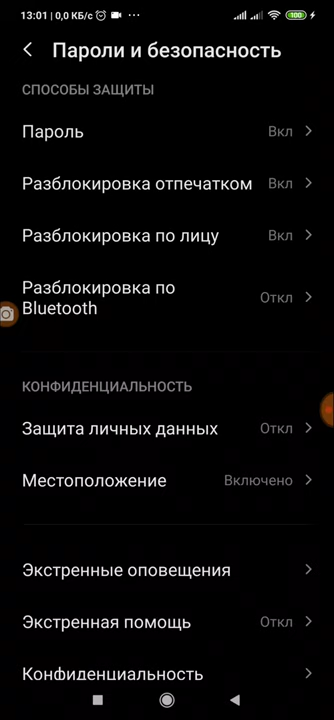 13:01 | 0,0 КБ/с ... 100
Пароли и безопасность
СПОСОБЫ ЗАЩИТЫ
Пароль Вкл
Разблокировка отпечатком Вкл
Разблокировка по лицу Вкл
Разблокировка по
Bluetooth Откл
КОНФИДЕНЦИАЛЬНОСТЬ
Защита личных данных Откл
Местоположение Включено
Экстренные оповещения
Экстренная помощь Откл
Конфиденциальность